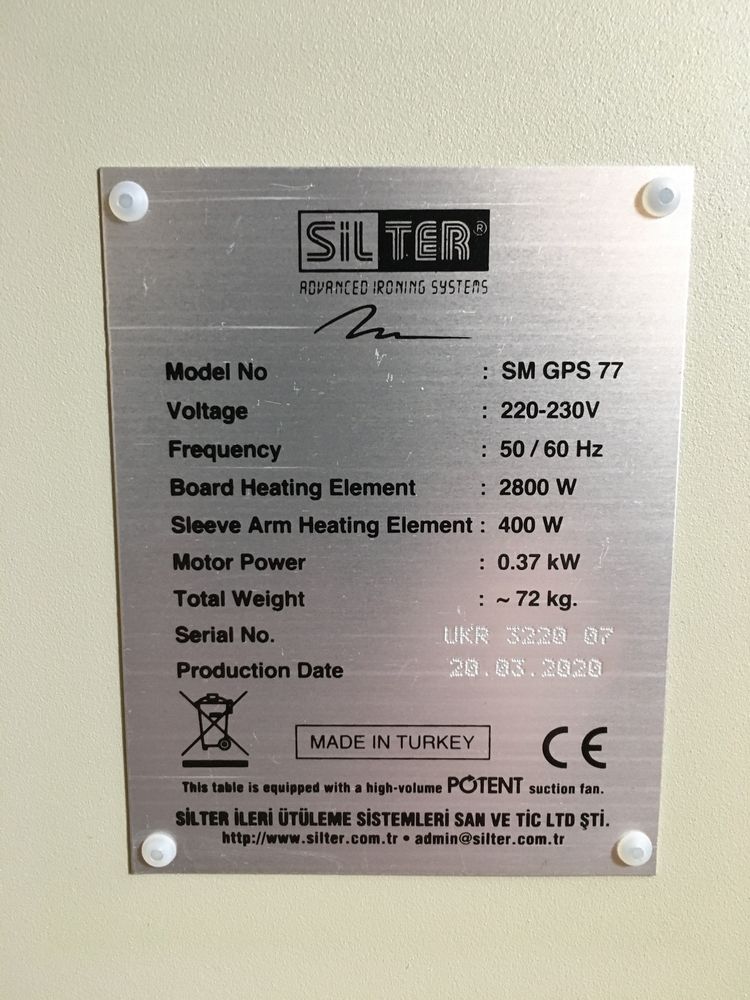 SiLTER®
ADVANCED IRONING SYSTEMS
Model No : SM GPS 77
Voltage : 220-230V
Frequency : 50 / 60 Hz
Board Heating Element : 2800 W
Sleeve Arm Heating Element : 400 W
Motor Power : 0.37 kW
Total Weight : ~ 72 kg.
Serial No. UKR 3220 07
Production Date 20.03.2020
MADE IN TURKEY CE
This table is equipped with a high-volume POTENT suction fan.
SİLTER İLERİ ÜTÜLEME SİSTEMLERİ SAN VE TİC LTD ŞTİ.
http://www.silter.com.tr • admin@silter.com.tr